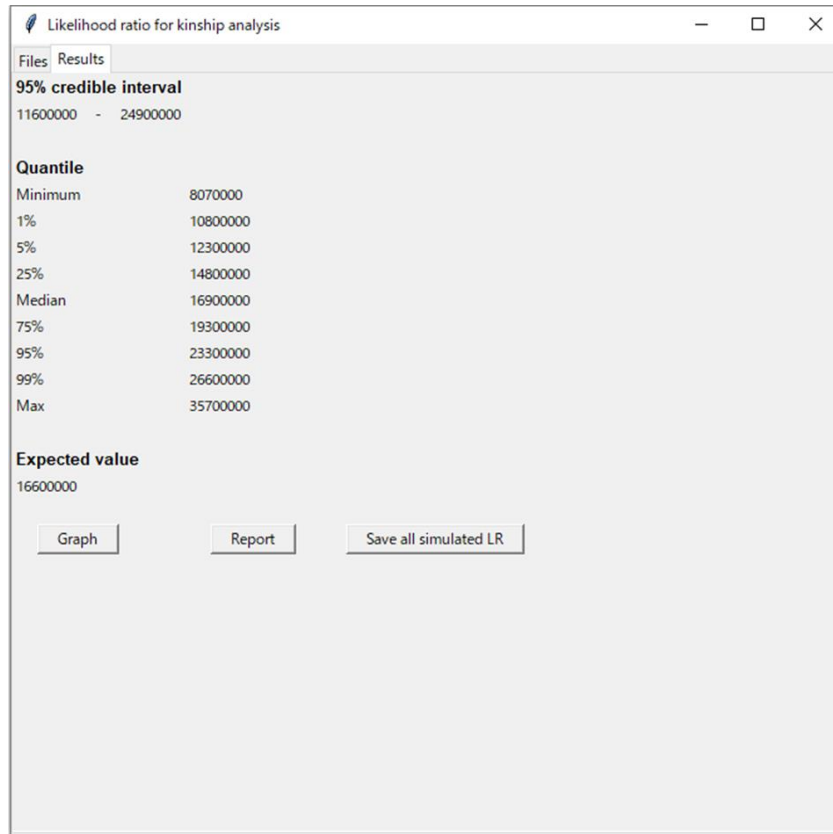 Likelihood ratio for kinship analysis
Files Results
95% credible interval
11600000 - 24900000
Quantile
Minimum 8070000
1% 10800000
5% 12300000
25% 14800000
Median 16900000
75% 19300000
95% 23300000
99% 26600000
Max 35700000
Expected value
16600000
Graph Report Save all simulated LR